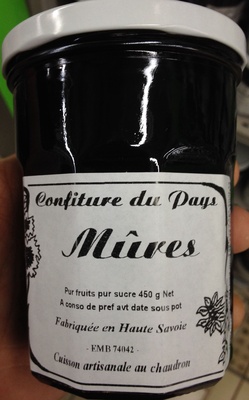 Confiture du Pays
Mûres
Pur fruits pur sucre 450 g Net
A conso de pref avt date sous pot
Fabriquée en Haute Savoie
- EMB 74042 -
Cuisson artisanale au chaudron